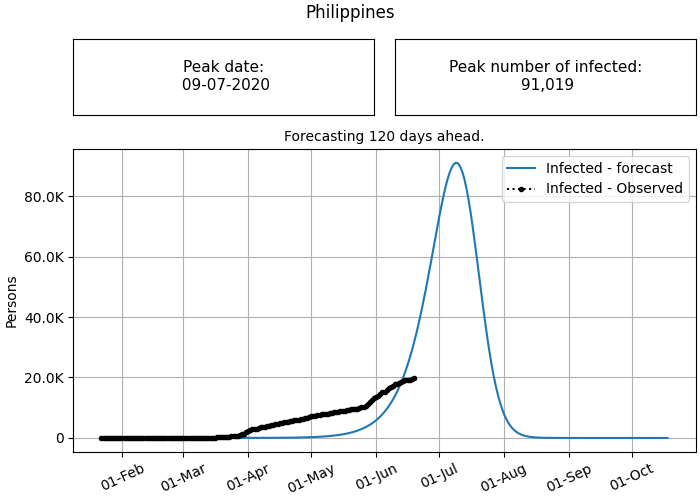 Philippines
Peak date:
09-07-2020
Peak number of infected:
91,019
Forecasting 120 days ahead.
Infected - forecast
Infected - Observed
Persons
80.0K
60.0K
40.0K
20.0K
0
01-Feb
01-Mar
01-Apr
01-May
01-Jun
01-Jul
01-Aug
01-Sep
01-Oct